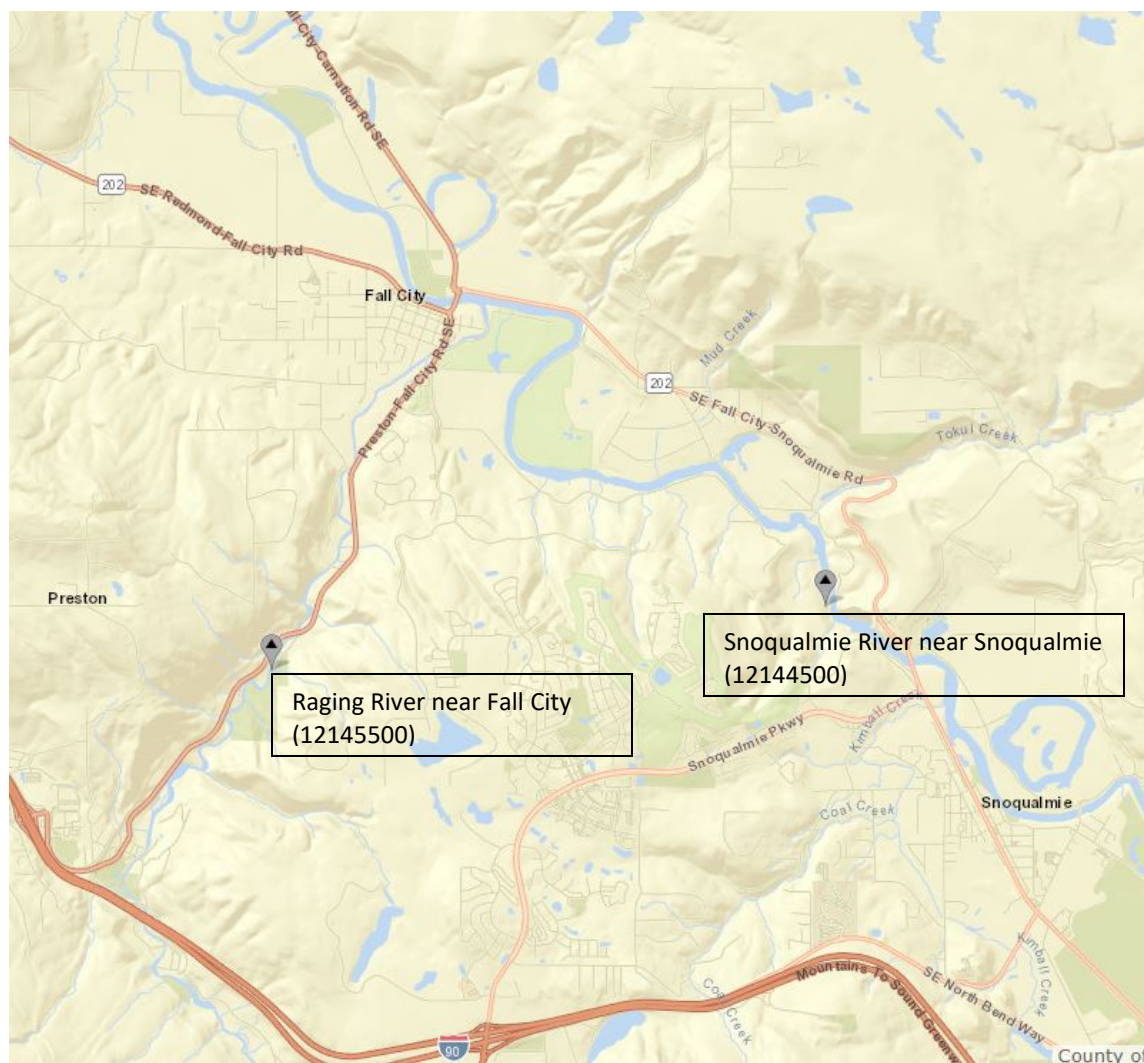 all City-Carnation Rd SE
202
SE Redmond-Fall City Rd
Fall City
Preston-Fall City Rd SE
Mud Creek
202
SE Fall City-Snoqualmie Rd
Tokul Creek
Preston
Snoqualmie River near Snoqualmie
(12144500)
Raging River near Fall City
(12145500)
Snoqualmie Pkwy
Kimball Creek
Coal Creek
Snoqualmie
Kimball Creek
Mountains To Sound Greenw
SE North Bend Way
Coal Creek
90
County o